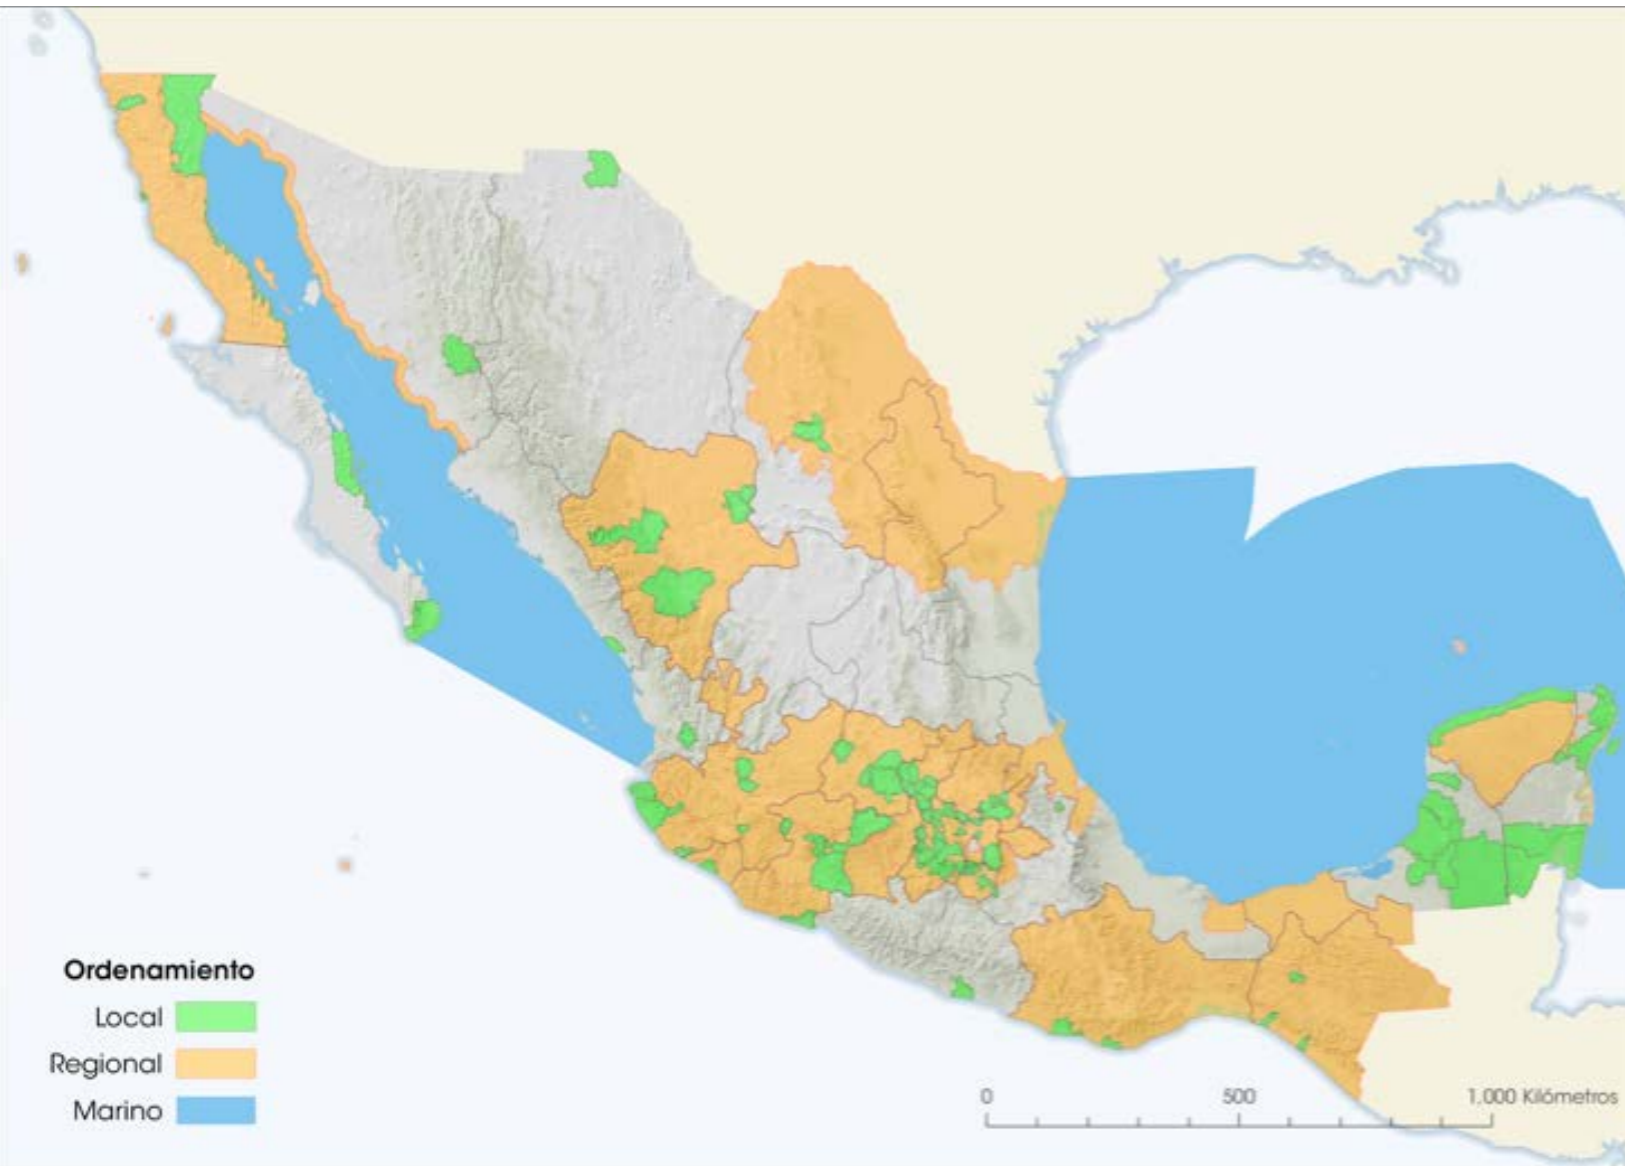 Ordenamiento
Local
Regional
Marino
0 500 1,000 Kilómetros